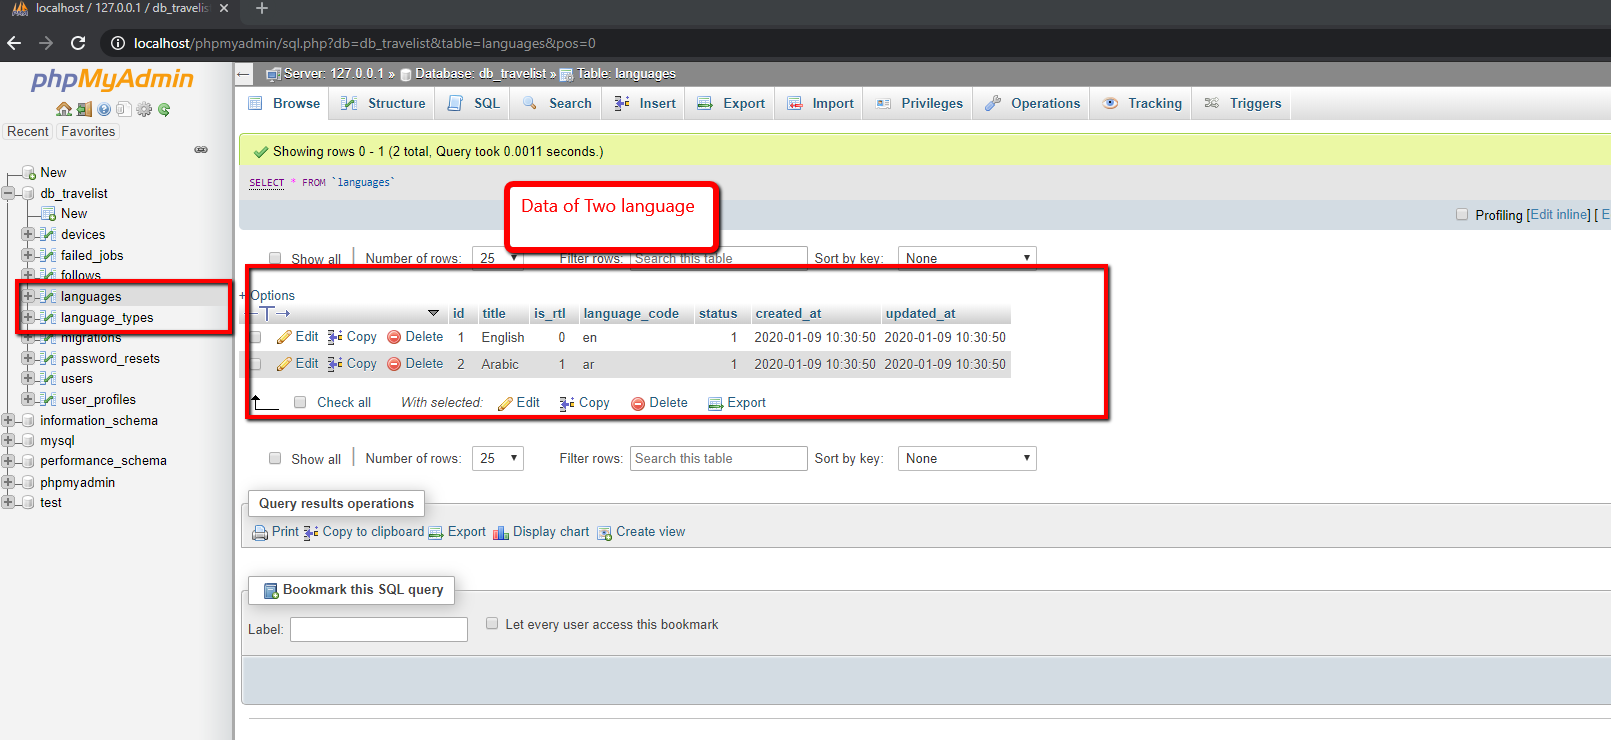 localhost / 127.0.0.1 / db_travelist
localhost/phpmyadmin/sql.php?db=db_travelist&table=languages&pos=0
phpMyAdmin
Recent Favorites
New
db_travelist
New
devices
failed_jobs
follows
languages
language_types
migrations
password_resets
users
user_profiles
information_schema
mysql
performance_schema
phpmyadmin
test
Server: 127.0.0.1 » Database: db_travelist » Table: languages
Browse Structure SQL Search Insert Export Import Privileges Operations Tracking Triggers
Showing rows 0 - 1 (2 total, Query took 0.0011 seconds.)
SELECT * FROM `languages`
Data of Two language
Profiling [Edit inline] [ E
Show all Number of rows: 25 Filter rows: Search this table Sort by key: None
+ Options
id title is_rtl language_code status created_at updated_at
Edit Copy Delete 1 English 0 en 1 2020-01-09 10:30:50 2020-01-09 10:30:50
Edit Copy Delete 2 Arabic 1 ar 1 2020-01-09 10:30:50 2020-01-09 10:30:50
Check all With selected: Edit Copy Delete Export
Show all Number of rows: 25 Filter rows: Search this table Sort by key: None
Query results operations
Print Copy to clipboard Export Display chart Create view
Bookmark this SQL query
Label: Let every user access this bookmark